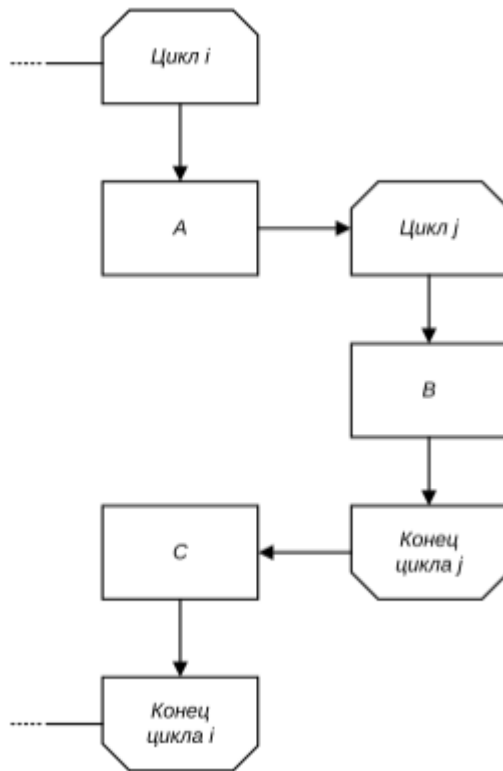 Цикл i
A
Цикл j
B
Конец
цикла j
C
Конец
цикла i